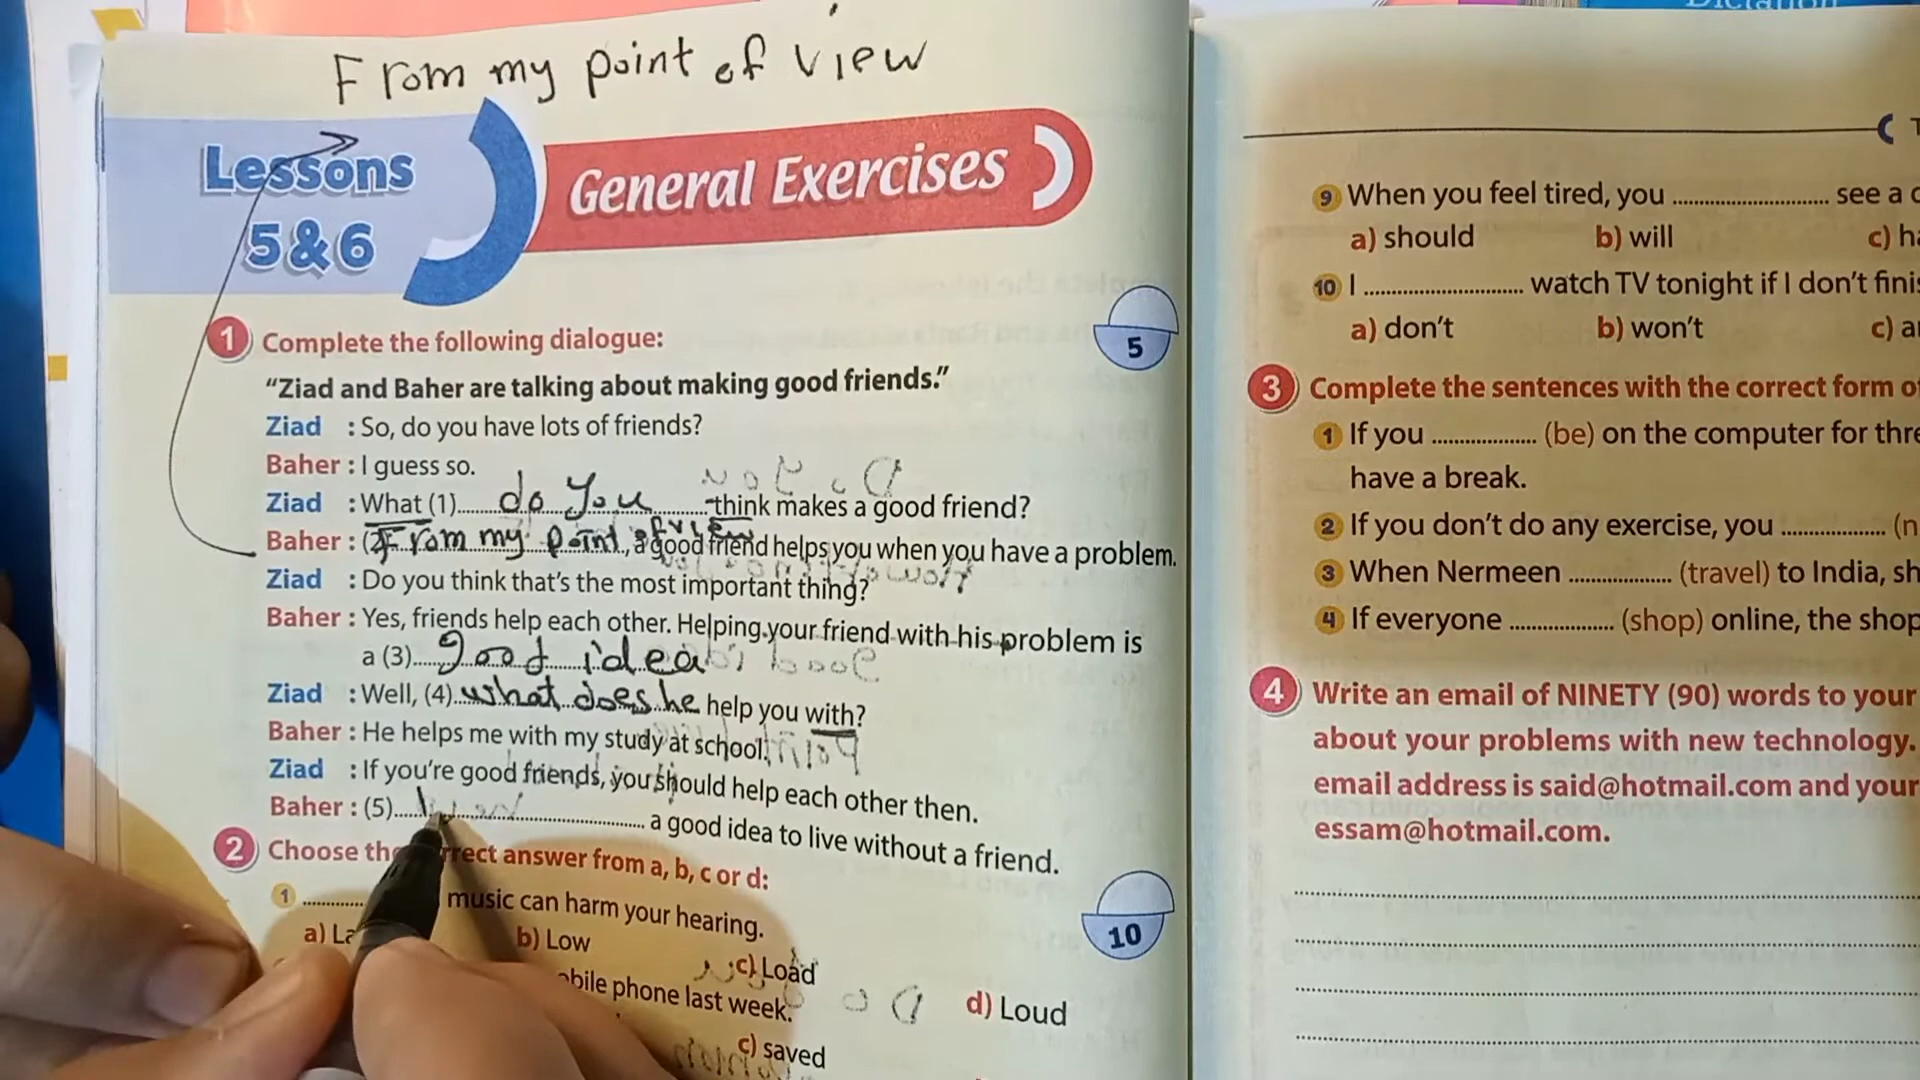 Dictation
From my point of view
Lessons
5&6
General Exercises
1 Complete the following dialogue:
5
"Ziad and Baher are talking about making good friends."
Ziad : So, do you have lots of friends?
Baher : I guess so.
Ziad : What (1) do you think makes a good friend?
Baher : (2) From my point of view, a good friend helps you when you have a problem.
Ziad : Do you think that's the most important thing?
Baher : Yes, friends help each other. Helping your friend with his problem is
a (3) good idea
Ziad : Well, (4) what does he help you with?
Baher : He helps me with my study at school.
Ziad : If you're good friends, you should help each other then.
Baher : (5) a good idea to live without a friend.
2 Choose the correct answer from a, b, c or d:
10
1 music can harm your hearing.
b) Low
c) Load
d) Loud
phone last week.
c) saved
9 When you feel tired, you see a
a) should b) will c)
10 I watch TV tonight if I don't
a) don't b) won't c)
3 Complete the sentences with the correct form
1 If you (be) on the computer for
have a break.
2 If you don't do any exercise, you
3 When Nermeen (travel) to India,
4 If everyone (shop) online, the
4 Write an email of NINETY (90) words to your
about your problems with new technology.
email address is said@hotmail.com and your
essam@hotmail.com.